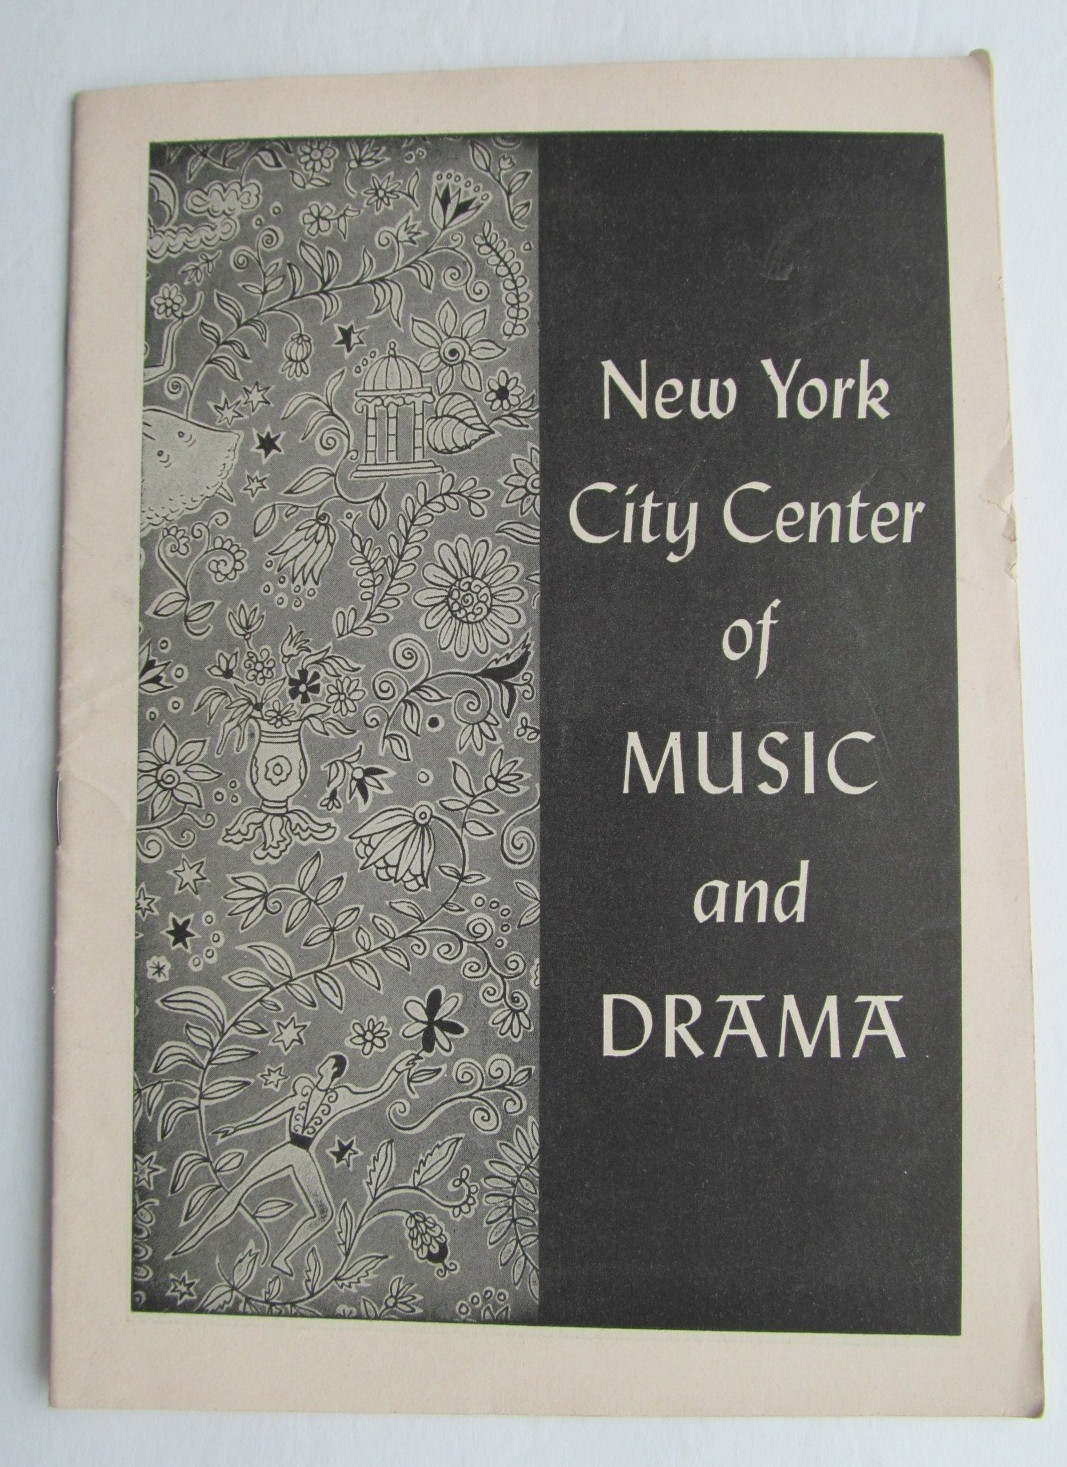 New York
City Center
of
MUSIC
and
DRAMA